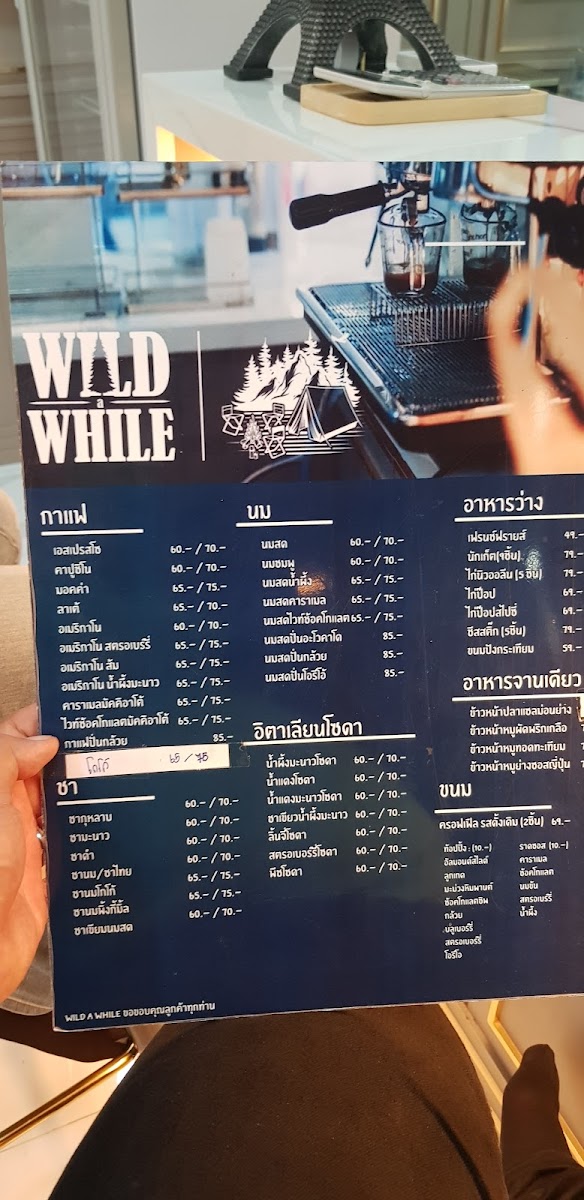 WILD
a
WHILE
กาแฟ
เอสเปรสโซ 60.- / 70.-
คาปูชิโน 60.- / 70.-
มอคค่า 65.- / 75.-
ลาเต้ 65.- / 75.-
อเมริกาโน 60.- / 70.-
อเมริกาโน สตรอเบร์รี่ 65.- / 75.-
อเมริกาโน ส้ม 65.- / 75.-
อเมริกาโน น้ำผึ้งมะนาว 65.- / 75.-
คาราเมลมัคคิอาโต้ 65.- / 75.-
ไวท์ช็อคโกแลตมัคคิอาโต้ 65.- / 75.-
กาแฟปั่นกล้วย 85.-
โกโก้ 65 / 75
ชา
ชากุหลาบ 60.- / 70.-
ชามะนาว 60.- / 70.-
ชาดำ 60.- / 70.-
ชานม/ชาไทย 60.- / 70.-
ชานมโกโก้ 65.- / 75.-
ชานมผึ้งกี้มิ้ล 65.- / 75.-
ชาเขียวนมสด 60.- / 70.-
นม
นมสด 60.- / 70.-
นมชมพู 60.- / 70.-
นมสดน้ำผึ้ง 65.- / 75.-
นมสดคาราเมล 65.- / 75.-
นมสดไวท์ช็อคโกแลต 65.- / 75.-
นมสดปั่นอะโวคาโด 85.-
นมสดปั่นกล้วย 85.-
นมสดปั่นโอริโอ้ 85.-
อิตาเลียนโซดา
น้ำผึ้งมะนาวโซดา 60.- / 70.-
น้ำแดงโซดา 60.- / 70.-
น้ำแดงมะนาวโซดา 60.- / 70.-
ชาเขียวน้ำผึ้งมะนาว 60.- / 70.-
ลิ้นจี่โซดา 60.- / 70.-
สตรอเบอร์รี่โซดา 60.- / 70.-
พีชโซดา 60.- / 70.-
อาหารว่าง
เฟรนช์ฟรายส์ 49.-
นักเก็ต(9ชิ้น) 79.-
ไก่นิวออลีน (5 ชิ้น) 79.-
ไก่ป๊อป 69.-
ไก่ป๊อปสไปซี่ 69.-
ชีสสติ๊ก (5ชิ้น) 79.-
ขนมปังกระเทียม 59.-
อาหารจานเดียว
ข้าวหน้าปลาแซลม่อนย่าง
ข้าวหน้าหมูผัดพริกเกลือ
ข้าวหน้าหมูทอดกะเทียม
ข้าวหน้าหมูย่างซอสญี่ปุ่น
ขนม
ครอฟเฟิล รสดั้งเดิม (2ชิ้น) 69.-
ท้อปปิ้ง : (10.-)
อัลมอนด์สไลด์
ลูกเกด
มะม่วงหิมพานต์
ช็อคโกแลตชิพ
กล้วย
บลูเบอร์รี่
สตรอเบอร์รี่
โอริโอ
ราดซอส (10.-)
คาราเมล
ช็อคโกแลต
นมข้น
สตรอเบร์รี่
น้ำผึ้ง
WILD A WHILE ขอขอบคุณลูกค้าทุกท่าน